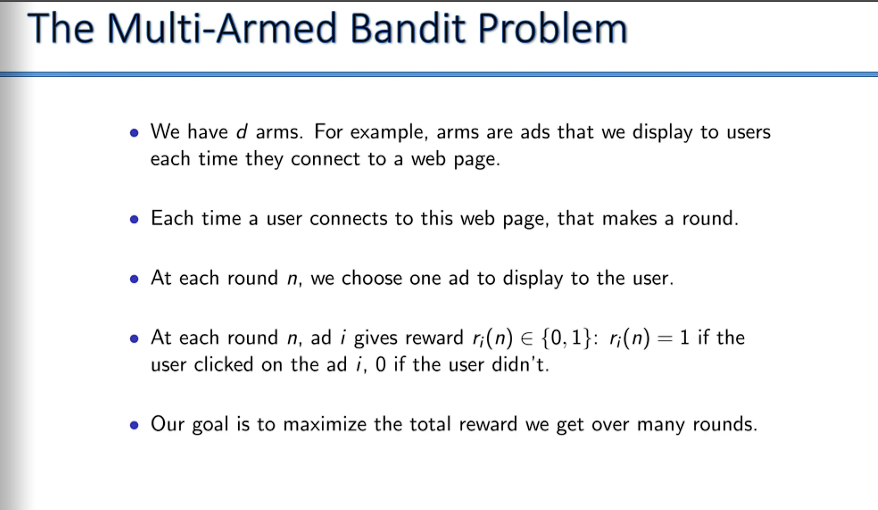 The Multi-Armed Bandit Problem
• We have d arms. For example, arms are ads that we display to users
each time they connect to a web page.
• Each time a user connects to this web page, that makes a round.
• At each round n, we choose one ad to display to the user.
• At each round n, ad i gives reward rᵢ(n) ∈ {0, 1}: rᵢ(n) = 1 if the
user clicked on the ad i, 0 if the user didn't.
• Our goal is to maximize the total reward we get over many rounds.